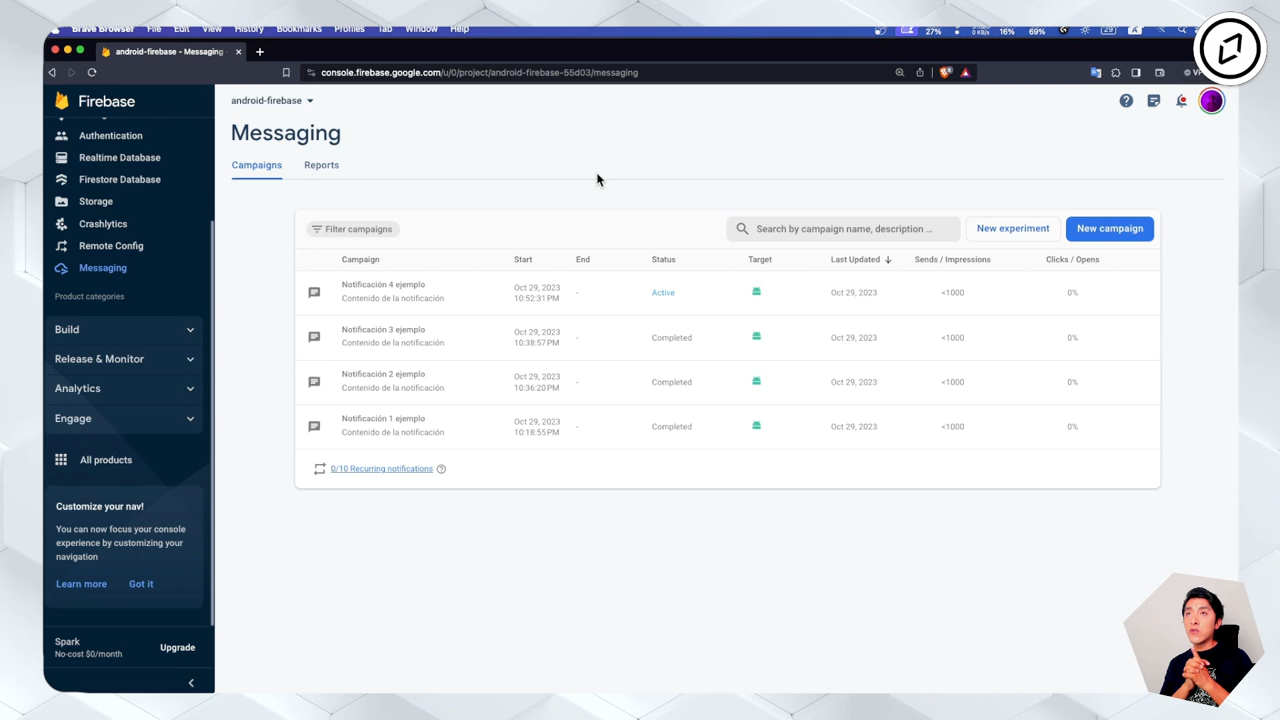 Brave Browser File Edit View History Bookmarks Profiles Tab Window Help 27% 0 KB/s 16% 69% 29 A
android-firebase - Messaging
console.firebase.google.com/u/0/project/android-firebase-55d03/messaging
Firebase
android-firebase
Messaging
Campaigns Reports
Authentication
Realtime Database
Firestore Database
Storage
Crashlytics
Remote Config
Messaging
Product categories
Build
Release & Monitor
Analytics
Engage
All products
Customize your nav!
You can now focus your console
experience by customizing your
navigation
Learn more Got it
Spark
No-cost $0/month
Upgrade
Filter campaigns
Search by campaign name, description ...
New experiment
New campaign
Campaign Start End Status Target Last Updated Sends / Impressions Clicks / Opens
Notificación 4 ejemplo
Contenido de la notificación
Oct 29, 2023
10:52:31 PM
- Active Oct 29, 2023 <1000 0%
Notificación 3 ejemplo
Contenido de la notificación
Oct 29, 2023
10:38:57 PM
- Completed Oct 29, 2023 <1000 0%
Notificación 2 ejemplo
Contenido de la notificación
Oct 29, 2023
10:36:20 PM
- Completed Oct 29, 2023 <1000 0%
Notificación 1 ejemplo
Contenido de la notificación
Oct 29, 2023
10:18:55 PM
- Completed Oct 29, 2023 <1000 0%
0/10 Recurring notifications